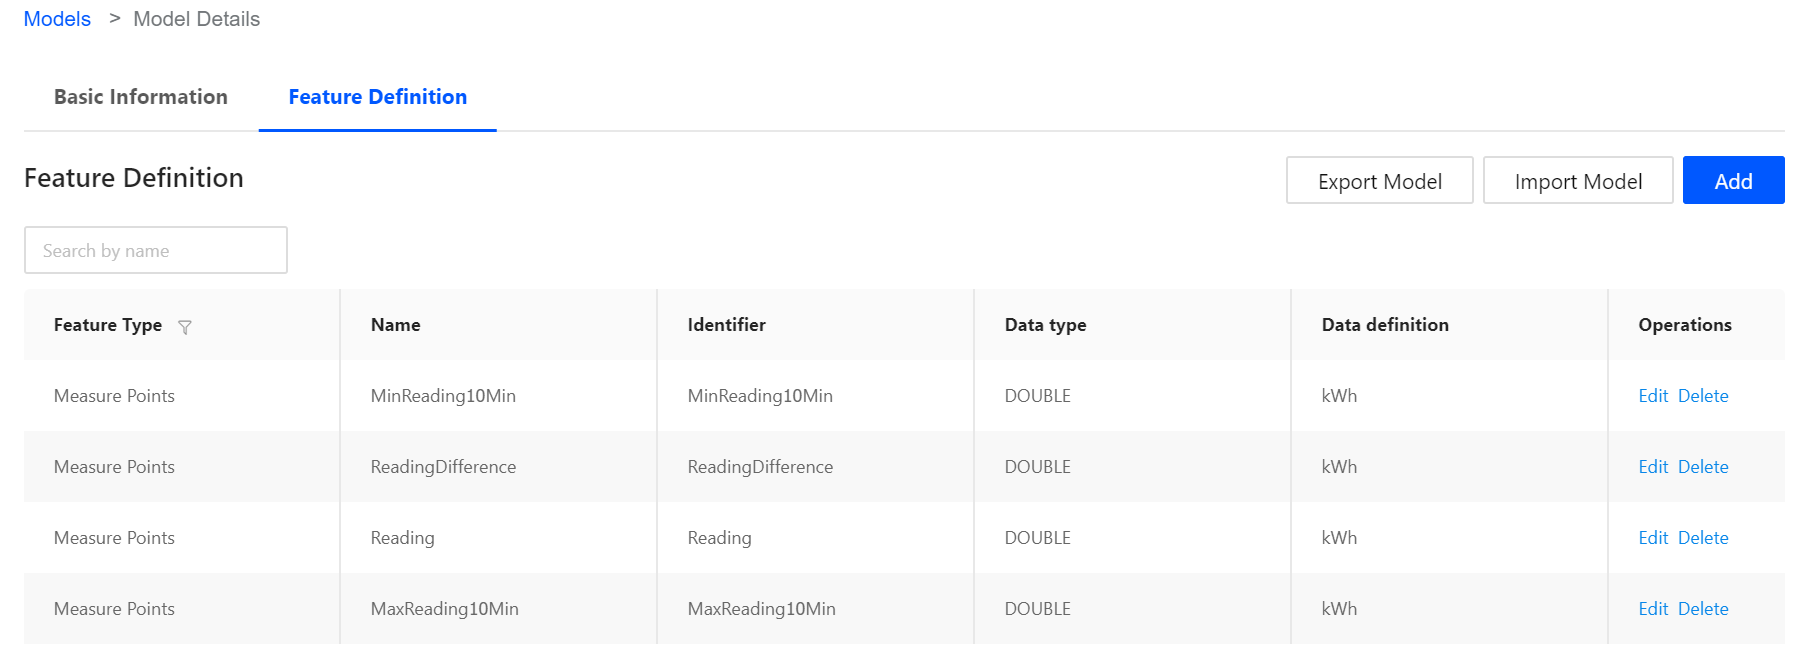 Models > Model Details
Basic Information Feature Definition
Feature Definition Export Model Import Model Add
Search by name
Feature Type Name Identifier Data type Data definition Operations
Measure Points MinReading10Min MinReading10Min DOUBLE kWh Edit Delete
Measure Points ReadingDifference ReadingDifference DOUBLE kWh Edit Delete
Measure Points Reading Reading DOUBLE kWh Edit Delete
Measure Points MaxReading10Min MaxReading10Min DOUBLE kWh Edit Delete